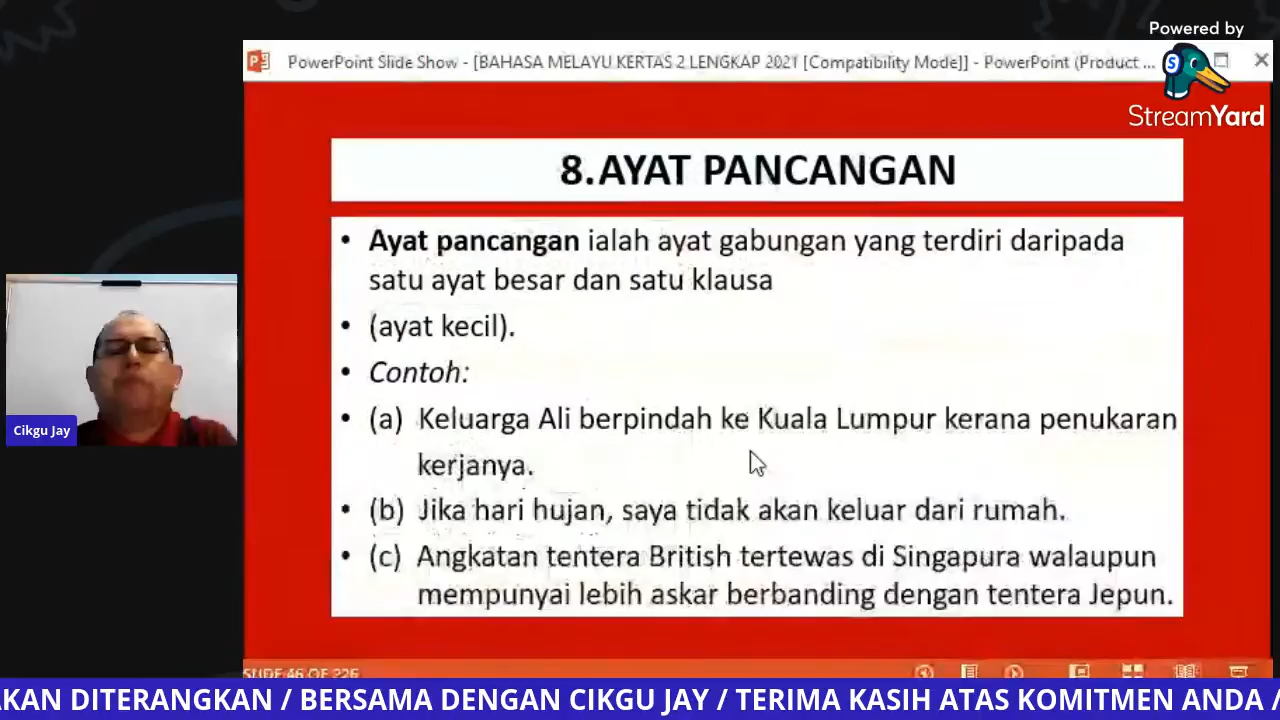 Powered by
StreamYard
PowerPoint Slide Show - [BAHASA MELAYU KERTAS 2 LENGKAP 2021 [Compatibility Mode]] - PowerPoint (Product ...
8.AYAT PANCANGAN
• Ayat pancangan ialah ayat gabungan yang terdiri daripada
satu ayat besar dan satu klausa
• (ayat kecil).
• Contoh:
• (a) Keluarga Ali berpindah ke Kuala Lumpur kerana penukaran
kerjanya.
• (b) Jika hari hujan, saya tidak akan keluar dari rumah.
• (c) Angkatan tentera British tertewas di Singapura walaupun
mempunyai lebih askar berbanding dengan tentera Jepun.
Cikgu Jay
SLIDE 46 OF 226
AKAN DITERANGKAN / BERSAMA DENGAN CIKGU JAY / TERIMA KASIH ATAS KOMITMEN ANDA /